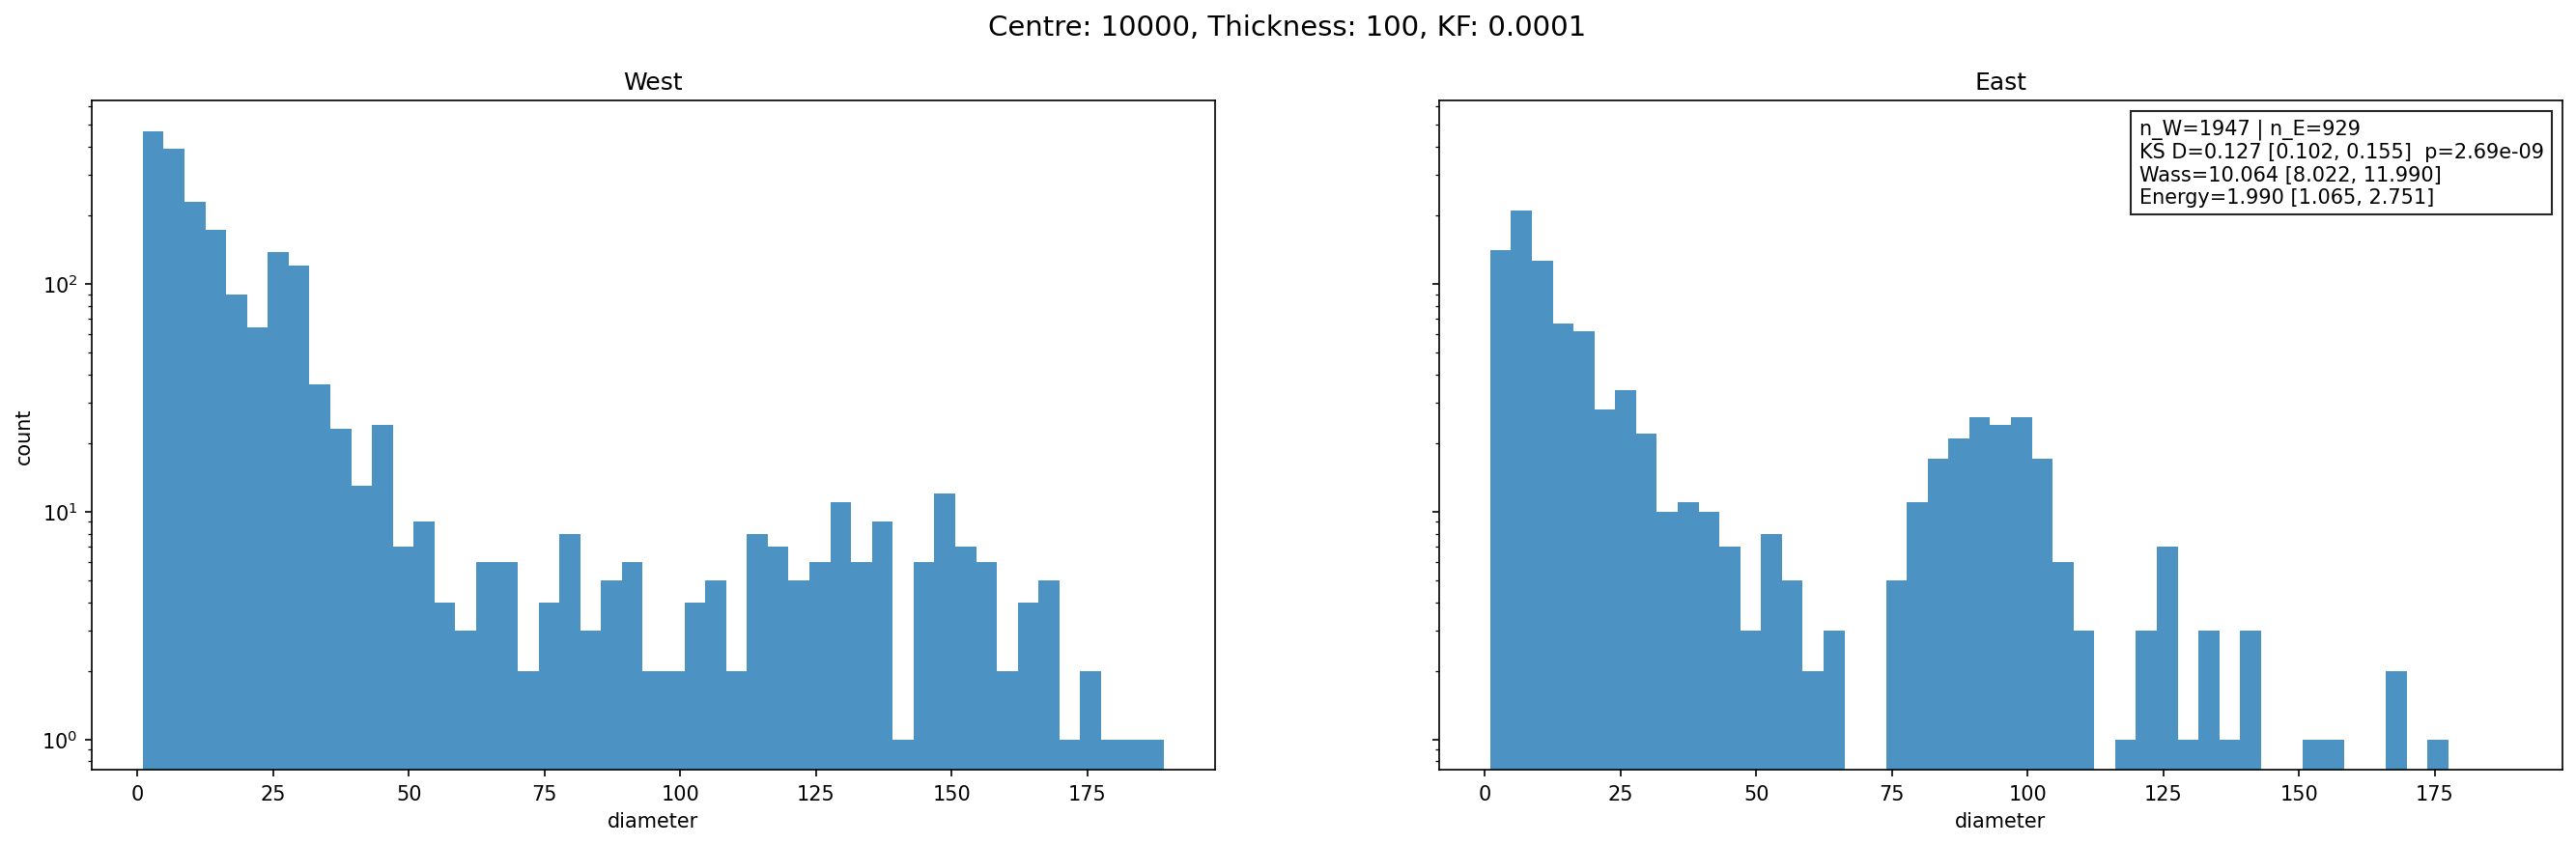 Centre: 10000, Thickness: 100, KF: 0.0001
West
10²
10¹
10⁰
count
0 25 50 75 100 125 150 175
diameter
East
n_W=1947 | n_E=929
KS D=0.127 [0.102, 0.155]  p=2.69e-09
Wass=10.064 [8.022, 11.990]
Energy=1.990 [1.065, 2.751]
0 25 50 75 100 125 150 175
diameter